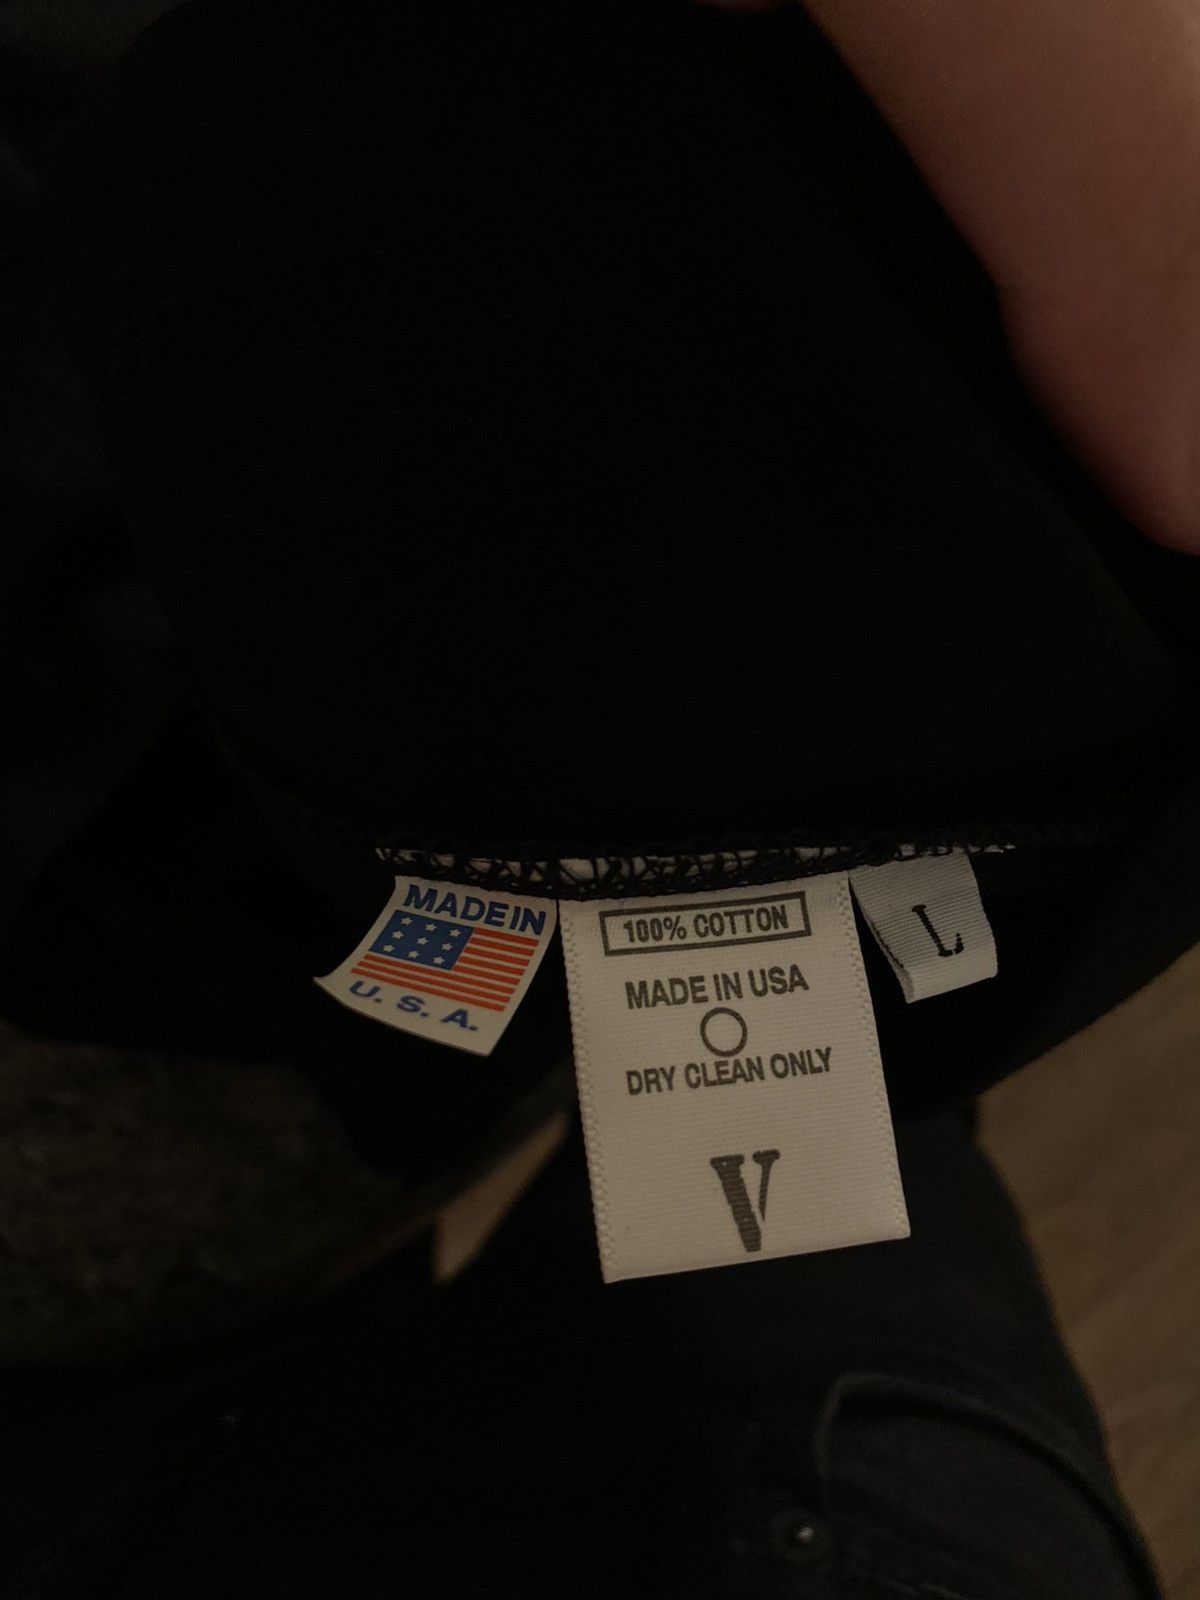 MADE IN
U. S. A.
100% COTTON
MADE IN USA
DRY CLEAN ONLY
V
L